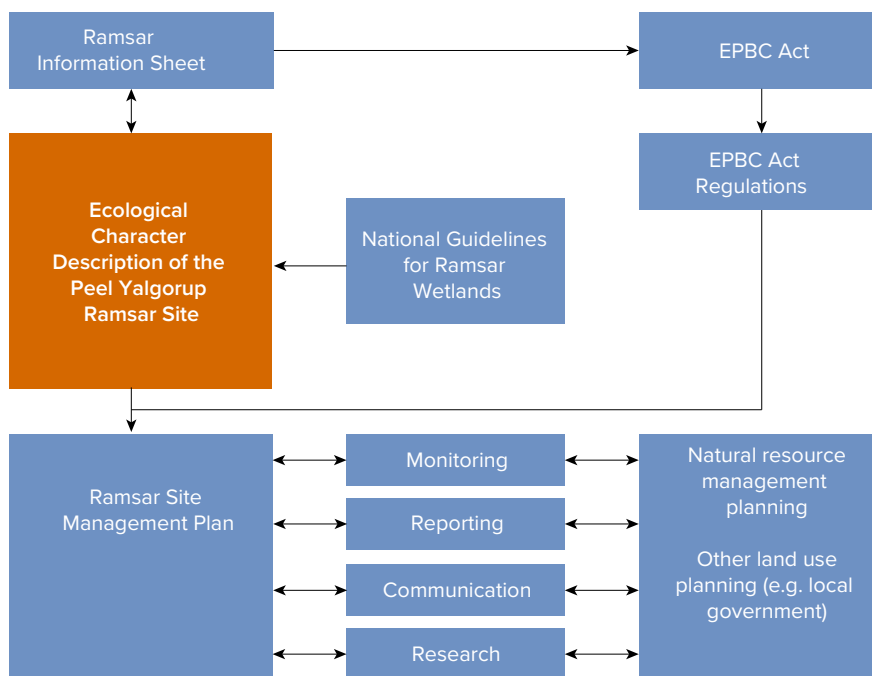 Ramsar
Information Sheet
EPBC Act
EPBC Act
Regulations
Ecological
Character
Description of the
Peel Yalgorup
Ramsar Site
National Guidelines
for Ramsar
Wetlands
Ramsar Site
Management Plan
Monitoring
Reporting
Communication
Research
Natural resource
management
planning
Other land use
planning (e.g. local
government)